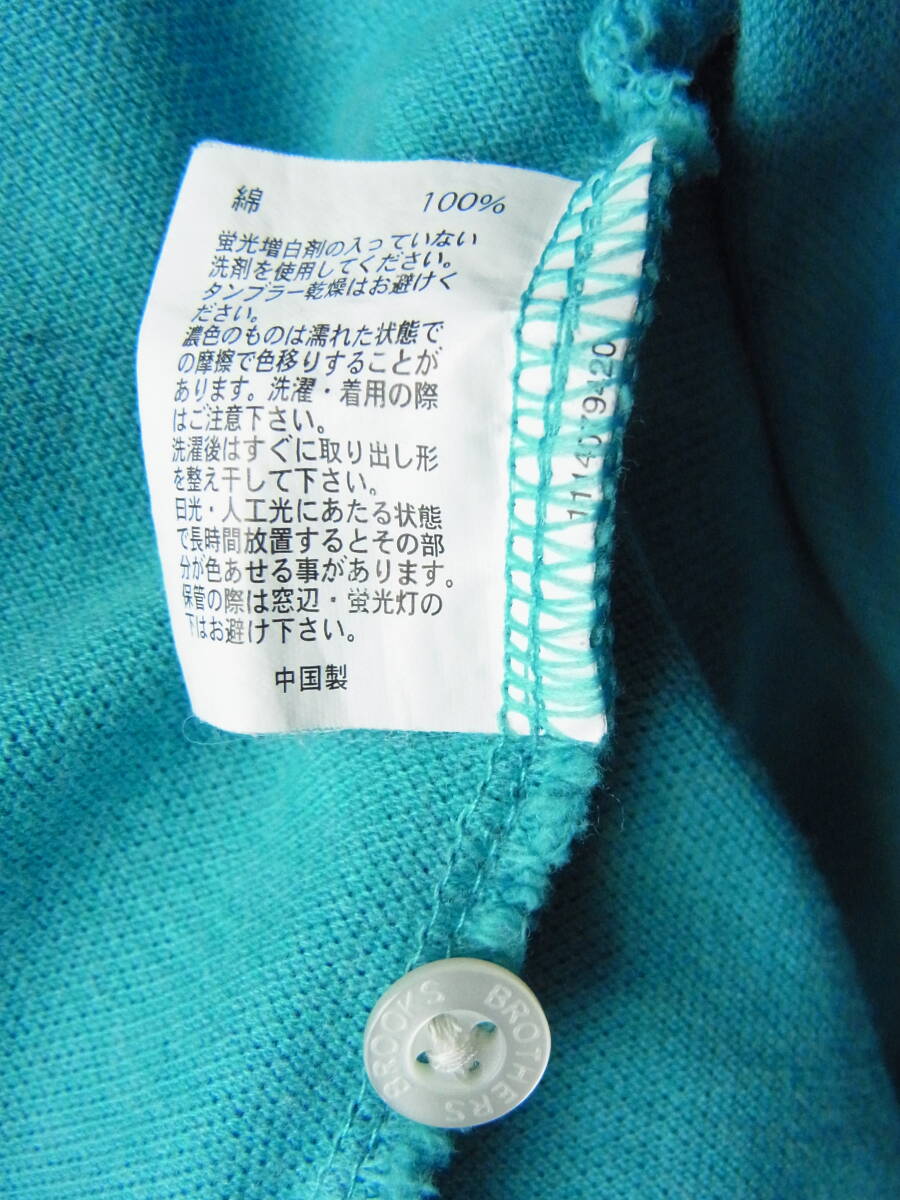 綿 100%
蛍光増白剤の入っていない
洗剤を使用してください。
タンブラー乾燥はお避けく
ださい。
濃色のものは濡れた状態で
の摩擦で色移りすることが
あります。洗濯・着用の際
はご注意下さい。
洗濯後はすぐに取り出し形
を整え干して下さい。
日光・人工光にあたる状態
で長時間放置するとその部
分が色あせる事があります。
保管の際は窓辺・蛍光灯の
下はお避け下さい。
中国製
1114079420
BROOKS BROTHERS